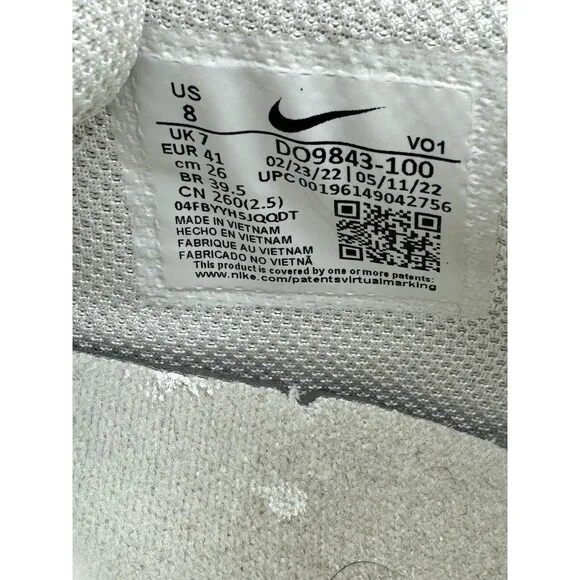 US
8
UK 7
EUR 41
cm 26
BR 39.5
CN 260(2.5)
VO1
DO9843-100
02/23/22 | 05/11/22
UPC 00196149042756
04FBYYH5JQQDT
MADE IN VIETNAM
HECHO EN VIETNAM
FABRIQUE AU VIETNAM
FABRICADO NO VIETNÃ
This product is covered by one or more patents:
www.nike.com/patentsvirtualmarking